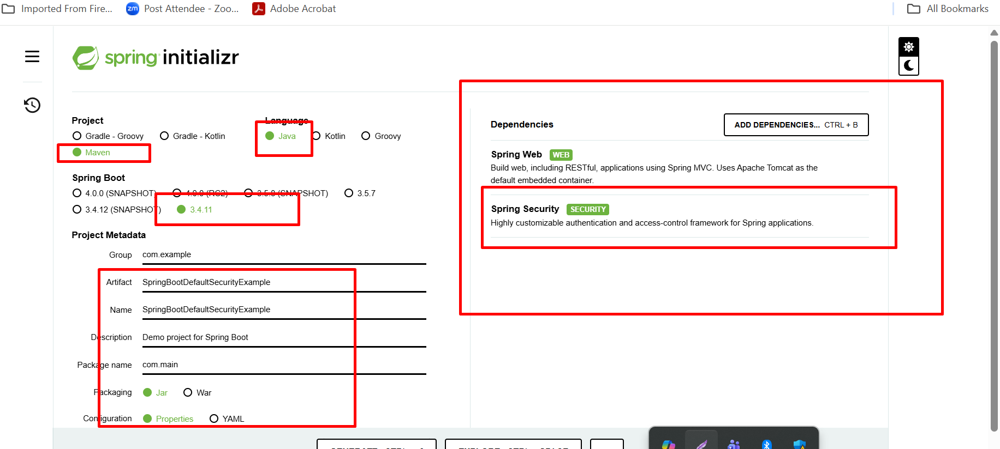 Imported From Fire...
Post Attendee - Zoo...
Adobe Acrobat
All Bookmarks
spring initializr
Project
Gradle - Groovy
Gradle - Kotlin
Maven
Language
Java
Kotlin
Groovy
Spring Boot
4.0.0 (SNAPSHOT)
4.0.0 (RC2)
3.5.8 (SNAPSHOT)
3.5.7
3.4.12 (SNAPSHOT)
3.4.11
Project Metadata
Group com.example
Artifact SpringBootDefaultSecurityExample
Name SpringBootDefaultSecurityExample
Description Demo project for Spring Boot
Package name com.main
Packaging Jar War
Configuration Properties YAML
Dependencies
ADD DEPENDENCIES... CTRL + B
Spring Web WEB
Build web, including RESTful, applications using Spring MVC. Uses Apache Tomcat as the
default embedded container.
Spring Security SECURITY
Highly customizable authentication and access-control framework for Spring applications.